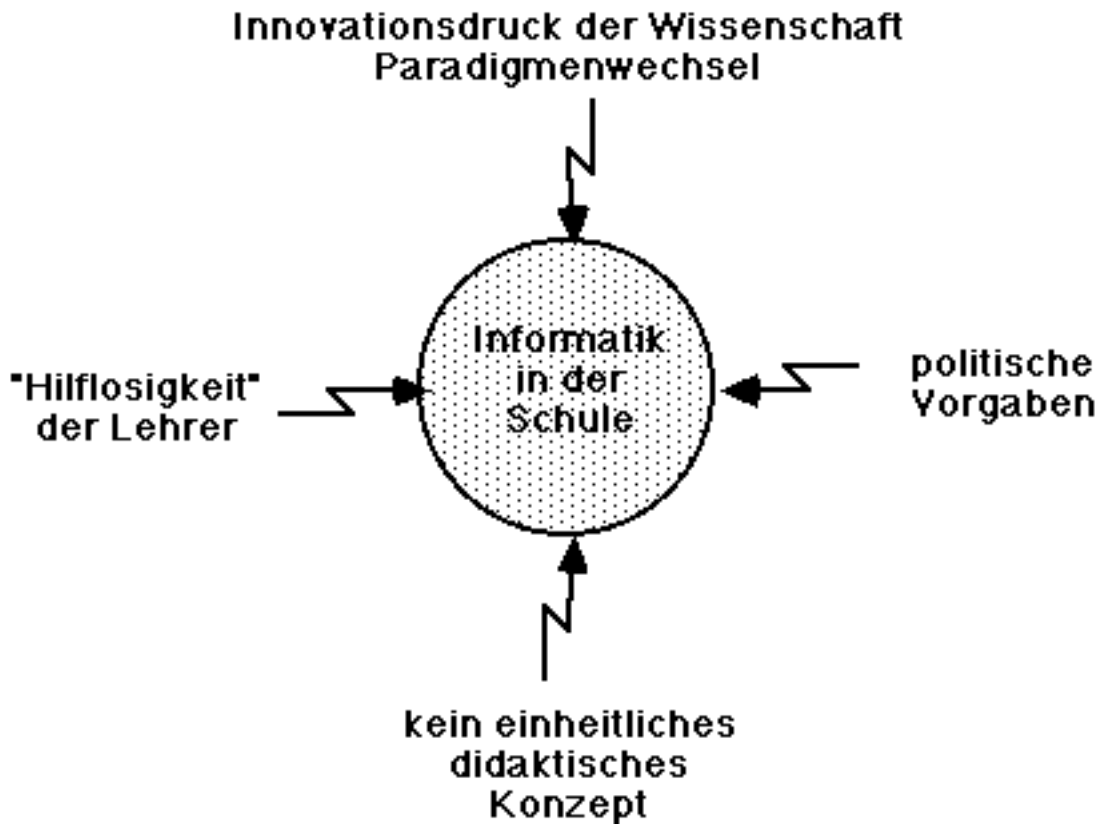 Innovationsdruck der Wissenschaft
Paradigmenwechsel
Informatik
in der
Schule
"Hilflosigkeit"
der Lehrer
politische
Vorgaben
kein einheitliches
didaktisches
Konzept